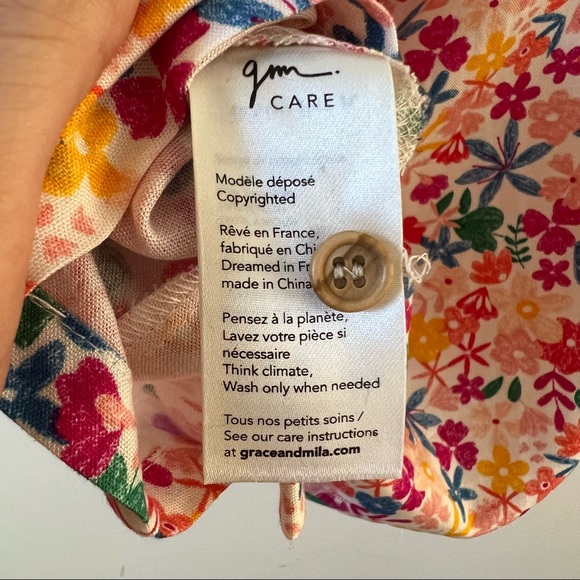 gm.
CARE
Modèle déposé
Copyrighted
Rêvé en France,
fabriqué en Chi
Dreamed in Fr
made in China
Pensez à la planète,
Lavez votre pièce si
nécessaire
Think climate,
Wash only when needed
Tous nos petits soins /
See our care instructions
at graceandmila.com